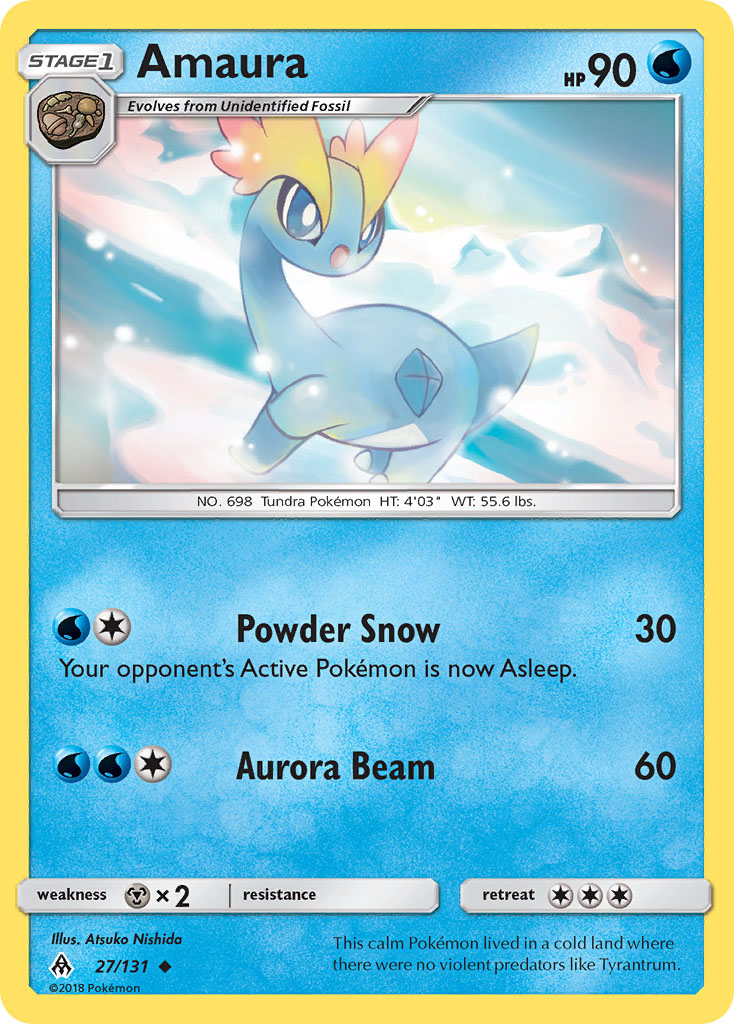 STAGE1
Amaura
HP90
Evolves from Unidentified Fossil
NO. 698 Tundra Pokémon HT: 4'03" WT: 55.6 lbs.
Powder Snow 30
Your opponent's Active Pokémon is now Asleep.
Aurora Beam 60
weakness × 2 resistance retreat
Illus. Atsuko Nishida
27/131
©2018 Pokémon
This calm Pokémon lived in a cold land where
there were no violent predators like Tyrantrum.